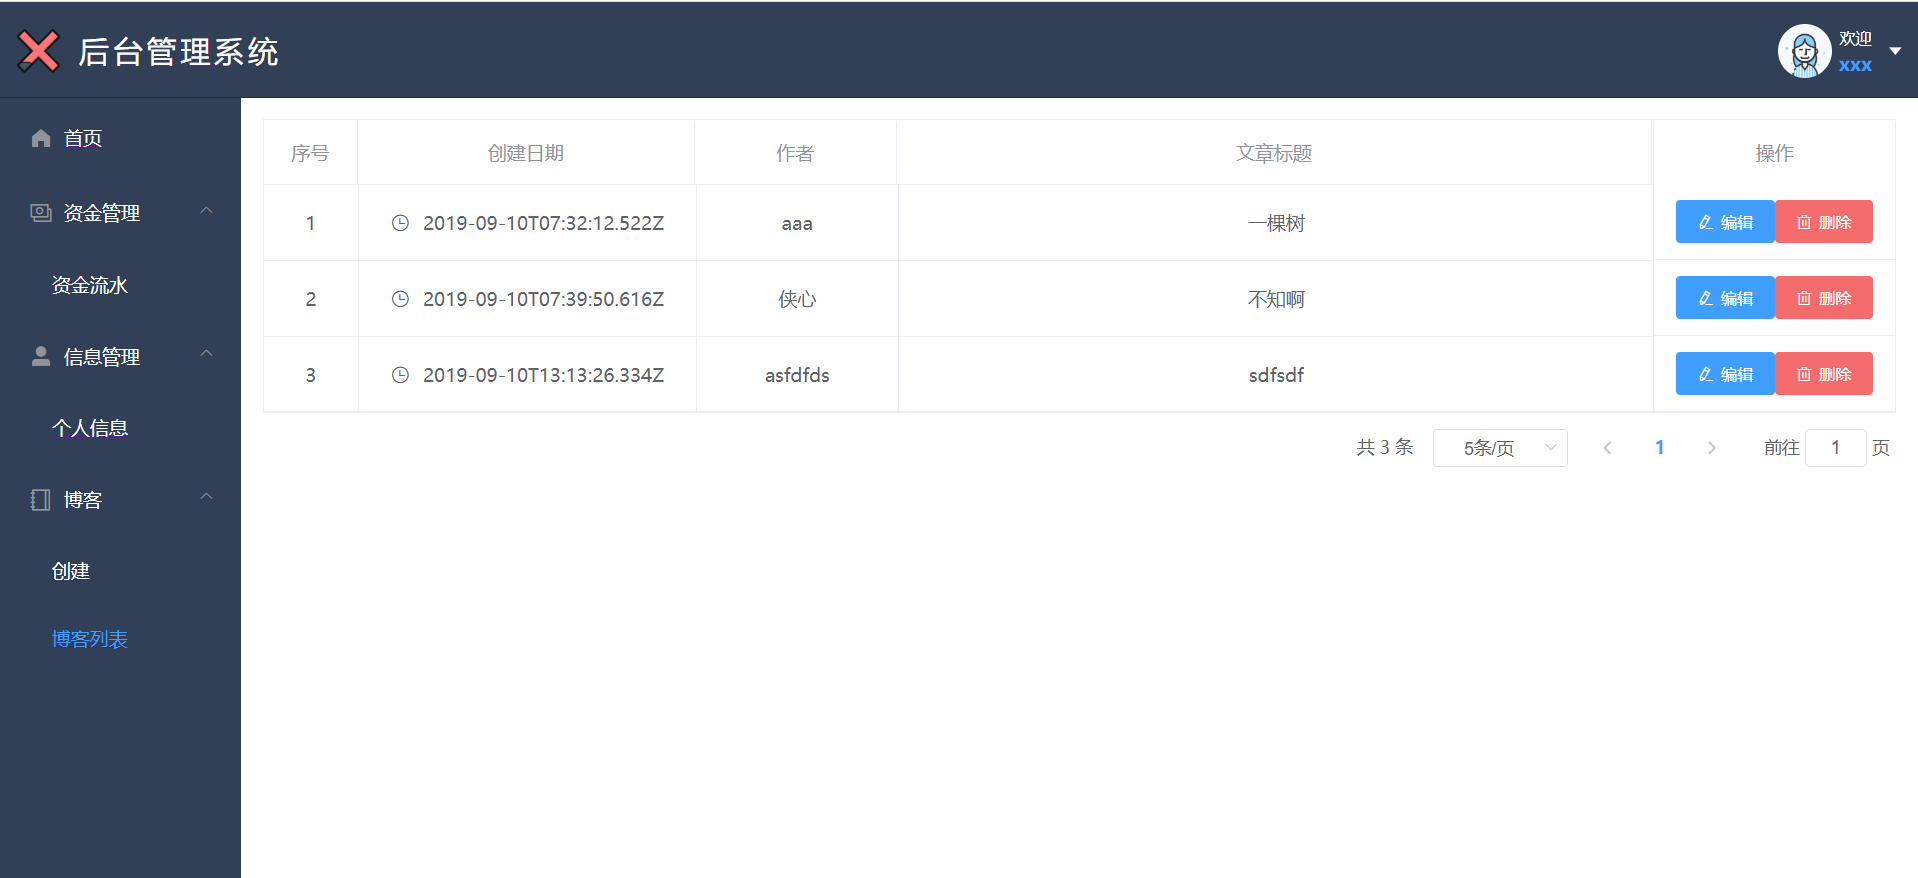 后台管理系统
欢迎
xxx
首页
资金管理
资金流水
信息管理
个人信息
博客
创建
博客列表
序号 创建日期 作者 文章标题 操作
1 2019-09-10T07:32:12.522Z aaa 一棵树 编辑 删除
2 2019-09-10T07:39:50.616Z 侠心 不知啊 编辑 删除
3 2019-09-10T13:13:26.334Z asfdfds sdfsdf 编辑 删除
共 3 条 5条/页 1 前往 1 页